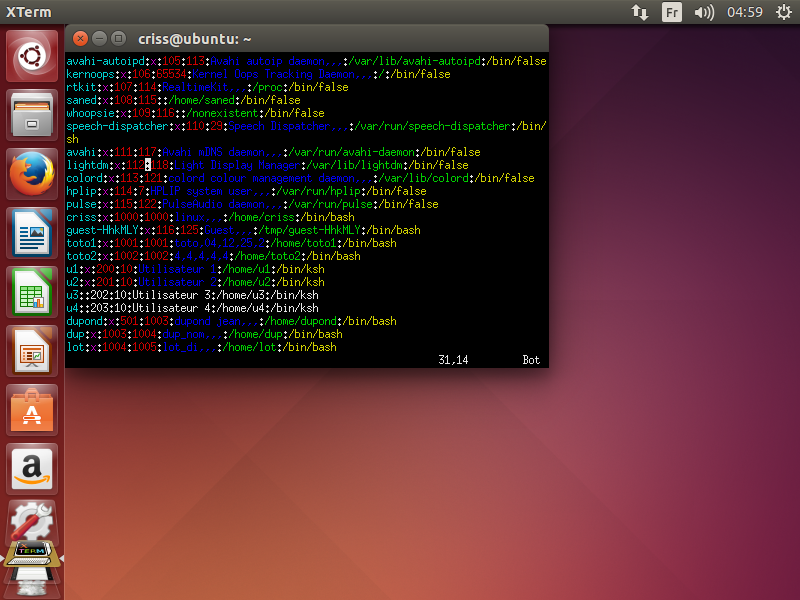 XTerm
Fr
04:59
criss@ubuntu: ~
avahi-autoipd:x:105:113:Avahi autoip daemon,,,:/var/lib/avahi-autoipd:/bin/false
kernoops:x:106:65534:Kernel Oops Tracking Daemon,,,:/:/bin/false
rtkit:x:107:114:RealtimeKit,,,:/proc:/bin/false
saned:x:108:115::/home/saned:/bin/false
whoopsie:x:109:116::/nonexistent:/bin/false
speech-dispatcher:x:110:29:Speech Dispatcher,,,:/var/run/speech-dispatcher:/bin/
sh
avahi:x:111:117:Avahi mDNS daemon,,,:/var/run/avahi-daemon:/bin/false
lightdm:x:112:118:Light Display Manager:/var/lib/lightdm:/bin/false
colord:x:113:121:colord colour management daemon,,,:/var/lib/colord:/bin/false
hplip:x:114:7:HPLIP system user,,,:/var/run/hplip:/bin/false
pulse:x:115:122:PulseAudio daemon,,,:/var/run/pulse:/bin/false
criss:x:1000:1000:linux,,,:/home/criss:/bin/bash
guest-HhkMLY:x:116:125:Guest,,,:/tmp/guest-HhkMLY:/bin/bash
toto1:x:1001:1001:toto,04,12,25,2:/home/toto1:/bin/bash
toto2:x:1002:1002:4,4,4,4,4:/home/toto2:/bin/bash
u1:x:200:10:Utilisateur 1:/home/u1:/bin/ksh
u2:x:201:10:Utilisateur 2:/home/u2:/bin/ksh
u3::202:10:Utilisateur 3:/home/u3:/bin/ksh
u4::203:10:Utilisateur 4:/home/u4:/bin/ksh
dupond:x:501:1003:dupond jean,,,:/home/dupond:/bin/bash
dup:x:1003:1004:dup_nom,,,:/home/dup:/bin/bash
lot:x:1004:1005:lot_di,,,:/home/lot:/bin/bash
31,14 Bot
XTERM